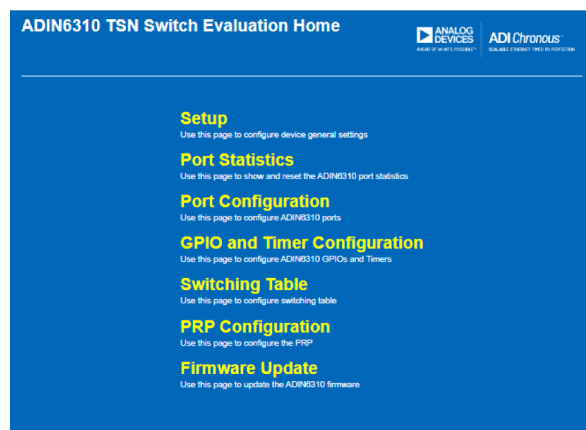 ADIN6310 TSN Switch Evaluation Home
ANALOG
DEVICES
AHEAD OF WHAT'S POSSIBLE™
ADI Chronous™
SCALABLE ETHERNET TIMED TO PERFECTION
Setup
Use this page to configure device general settings
Port Statistics
Use this page to show and reset the ADIN6310 port statistics
Port Configuration
Use this page to configure ADIN6310 ports
GPIO and Timer Configuration
Use this page to configure ADIN6310 GPIOs and Timers
Switching Table
Use this page to configure switching table
PRP Configuration
Use this page to configure the PRP
Firmware Update
Use this page to update the ADIN6310 firmware